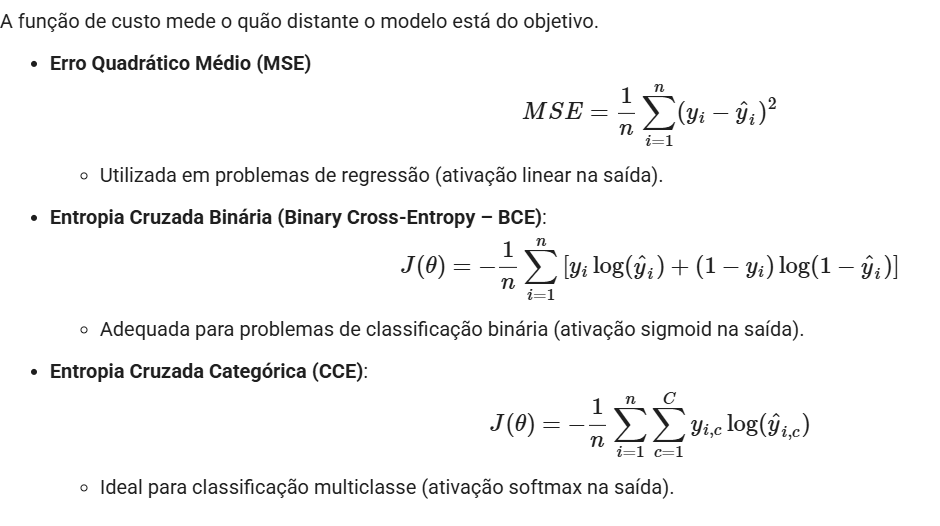 A função de custo mede o quão distante o modelo está do objetivo.
• Erro Quadrático Médio (MSE)
MSE = \frac{1}{n} \sum_{i=1}^{n} (y_i - \hat{y}_i)^2
◦ Utilizada em problemas de regressão (ativação linear na saída).
• Entropia Cruzada Binária (Binary Cross-Entropy – BCE):
J(θ) = -\frac{1}{n} \sum_{i=1}^{n} [y_i \log(\hat{y}_i) + (1 - y_i) \log(1 - \hat{y}_i)]
◦ Adequada para problemas de classificação binária (ativação sigmoid na saída).
• Entropia Cruzada Categórica (CCE):
J(θ) = -\frac{1}{n} \sum_{i=1}^{n} \sum_{c=1}^{C} y_{i,c} \log(\hat{y}_{i,c})
◦ Ideal para classificação multiclasse (ativação softmax na saída).